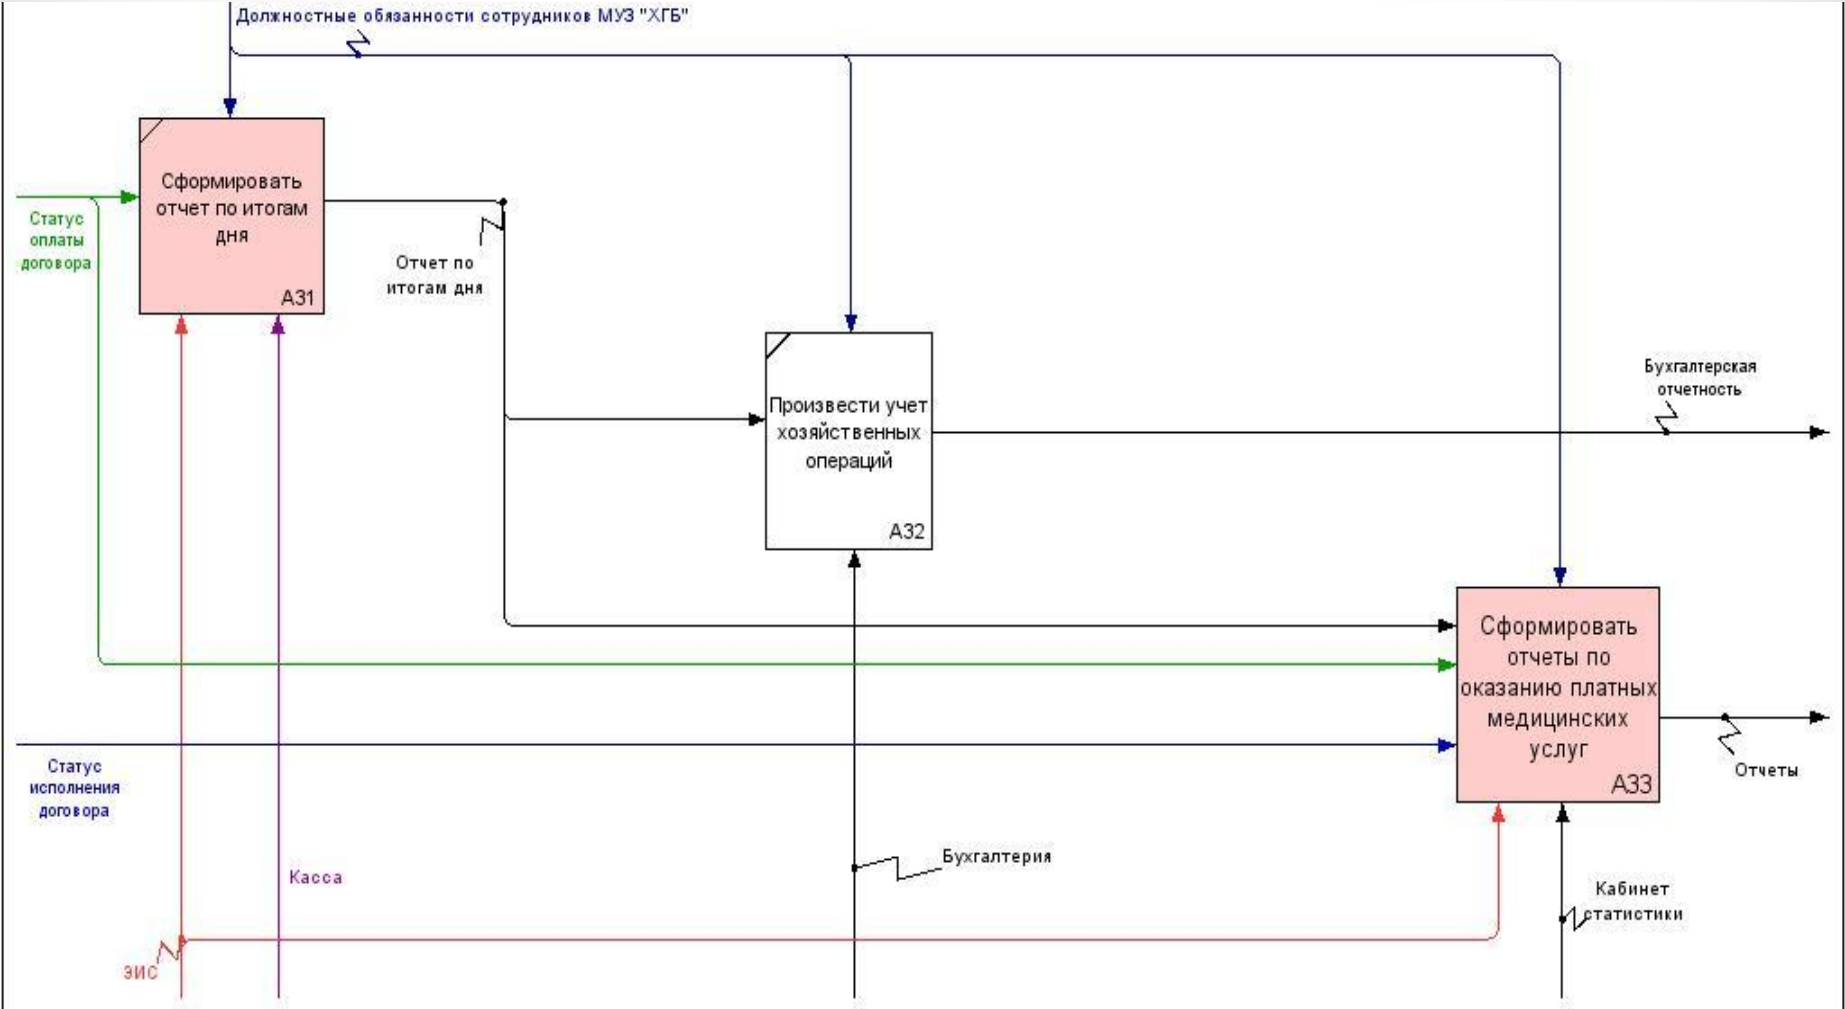 Должностные обязанности сотрудников МУЗ "ХГБ"
Сформировать
отчет по итогам
дня
А31
Статус
оплаты
договора
Отчет по
итогам дня
Произвести учет
хозяйственных
операций
А32
Бухгалтерская
отчетность
Сформировать
отчеты по
оказанию платных
медицинских
услуг
А33
Отчеты
Статус
исполнения
договора
Касса
Бухгалтерия
Кабинет
статистики
ЭИС